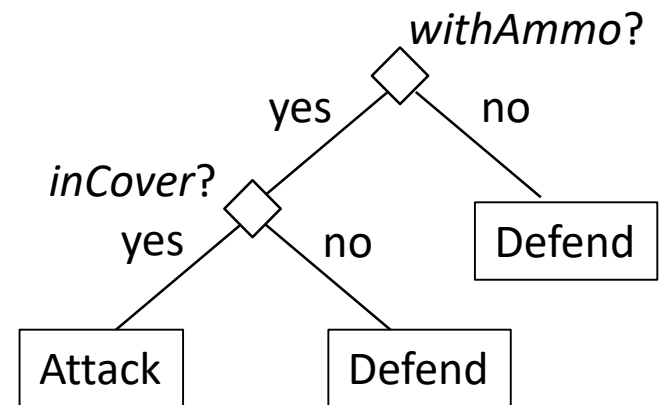 withAmmo?
yes
no
inCover?
yes
no
Defend
Attack
Defend